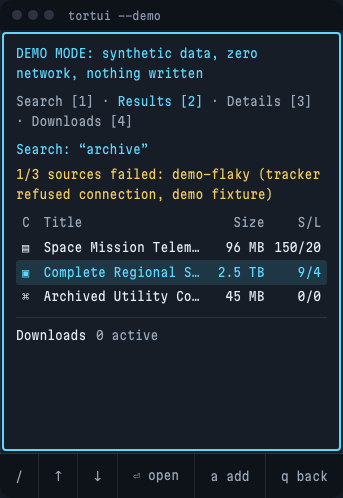 tortui --demo
DEMO MODE: synthetic data, zero
network, nothing written
Search [1] · Results [2] · Details [3]
· Downloads [4]
Search: “archive”
1/3 sources failed: demo-flaky (tracker
refused connection, demo fixture)
C Title Size S/L
▤ Space Mission Telem… 96 MB 150/20
▣ Complete Regional S… 2.5 TB 9/4
⌘ Archived Utility Co… 45 MB 0/0
Downloads 0 active
/ ↑ ↓ ⏎ open a add q back